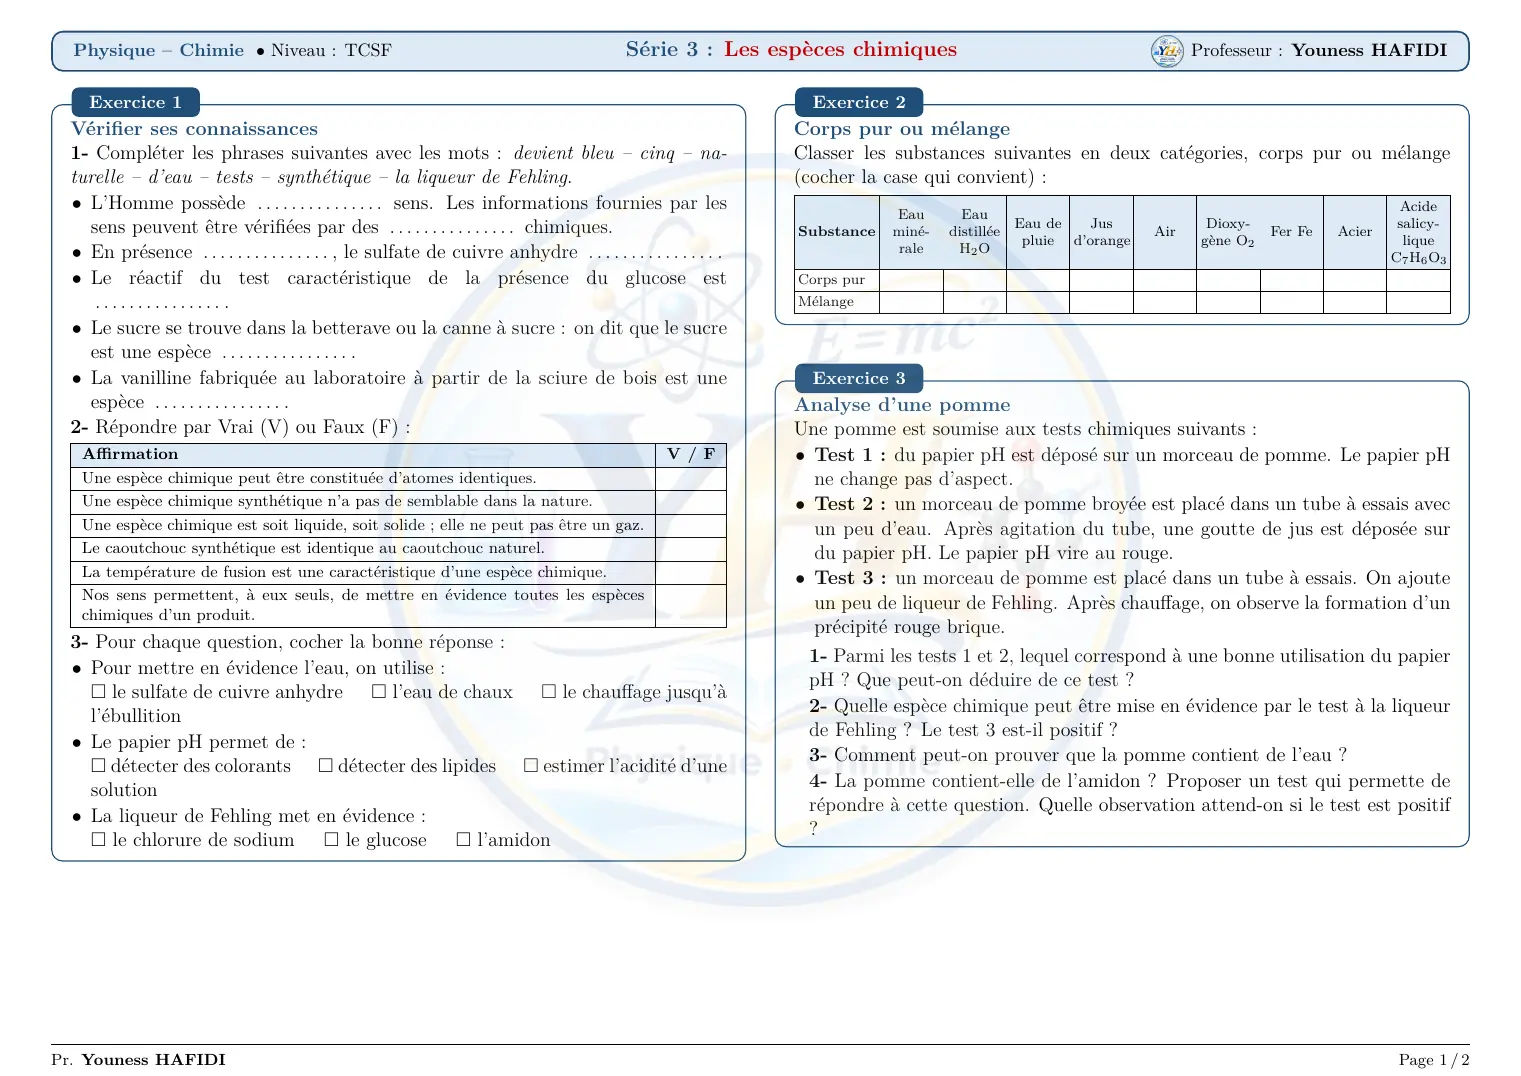 Physique – Chimie • Niveau : TCSF
Série 3 : Les espèces chimiques
Professeur : Youness HAFIDI
Exercice 1
Vérifier ses connaissances
1- Compléter les phrases suivantes avec les mots : devient bleu – cinq – na-
turelle – d'eau – tests – synthétique – la liqueur de Fehling.
• L'Homme possède ............... sens. Les informations fournies par les
sens peuvent être vérifiées par des ............... chimiques.
• En présence ..............., le sulfate de cuivre anhydre ................
• Le réactif du test caractéristique de la présence du glucose est
................
• Le sucre se trouve dans la betterave ou la canne à sucre : on dit que le sucre
est une espèce ................
• La vanilline fabriquée au laboratoire à partir de la sciure de bois est une
espèce ................
2- Répondre par Vrai (V) ou Faux (F) :
Affirmation V / F
Une espèce chimique peut être constituée d'atomes identiques.
Une espèce chimique synthétique n'a pas de semblable dans la nature.
Une espèce chimique est soit liquide, soit solide ; elle ne peut pas être un gaz.
Le caoutchouc synthétique est identique au caoutchouc naturel.
La température de fusion est une caractéristique d'une espèce chimique.
Nos sens permettent, à eux seuls, de mettre en évidence toutes les espèces
chimiques d'un produit.
3- Pour chaque question, cocher la bonne réponse :
• Pour mettre en évidence l'eau, on utilise :
☐ le sulfate de cuivre anhydre ☐ l'eau de chaux ☐ le chauffage jusqu'à
l'ébullition
• Le papier pH permet de :
☐ détecter des colorants ☐ détecter des lipides ☐ estimer l'acidité d'une
solution
• La liqueur de Fehling met en évidence :
☐ le chlorure de sodium ☐ le glucose ☐ l'amidon
Exercice 2
Corps pur ou mélange
Classer les substances suivantes en deux catégories, corps pur ou mélange
(cocher la case qui convient) :
Substance
Eau
miné-
rale
Eau
distillée
H₂O
Eau de
pluie
Jus
d'orange
Air
Dioxy-
gène O₂
Fer Fe
Acier
Acide
salicy-
lique
C₇H₆O₃
Corps pur
Mélange
E=mc²
Exercice 3
Analyse d'une pomme
Une pomme est soumise aux tests chimiques suivants :
• Test 1 : du papier pH est déposé sur un morceau de pomme. Le papier pH
ne change pas d'aspect.
• Test 2 : un morceau de pomme broyée est placé dans un tube à essais avec
un peu d'eau. Après agitation du tube, une goutte de jus est déposée sur
du papier pH. Le papier pH vire au rouge.
• Test 3 : un morceau de pomme est placé dans un tube à essais. On ajoute
un peu de liqueur de Fehling. Après chauffage, on observe la formation d'un
précipité rouge brique.
1- Parmi les tests 1 et 2, lequel correspond à une bonne utilisation du papier
pH ? Que peut-on déduire de ce test ?
2- Quelle espèce chimique peut être mise en évidence par le test à la liqueur
de Fehling ? Le test 3 est-il positif ?
3- Comment peut-on prouver que la pomme contient de l'eau ?
4- La pomme contient-elle de l'amidon ? Proposer un test qui permette de
répondre à cette question. Quelle observation attend-on si le test est positif
?
YH
Physique Chimie
Pr. Youness HAFIDI
Page 1 / 2